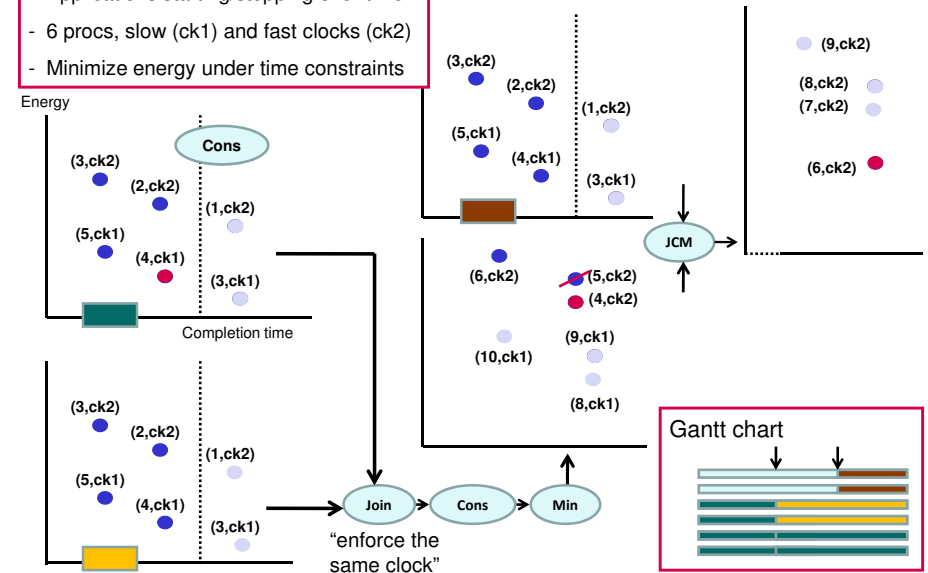 - 6 procs, slow (ck1) and fast clocks (ck2)
- Minimize energy under time constraints
Energy
Cons
(3,ck2)
(2,ck2)
(1,ck2)
(5,ck1)
(4,ck1)
(3,ck1)
Completion time
(3,ck2)
(2,ck2)
(1,ck2)
(5,ck1)
(4,ck1)
(3,ck1)
(3,ck2)
(2,ck2)
(1,ck2)
(5,ck1)
(4,ck1)
(3,ck1)
(6,ck2)
(5,ck2)
(4,ck2)
(10,ck1)
(9,ck1)
(8,ck1)
JCM
(9,ck2)
(8,ck2)
(7,ck2)
(6,ck2)
Join
Cons
Min
“enforce the
same clock”
Gantt chart